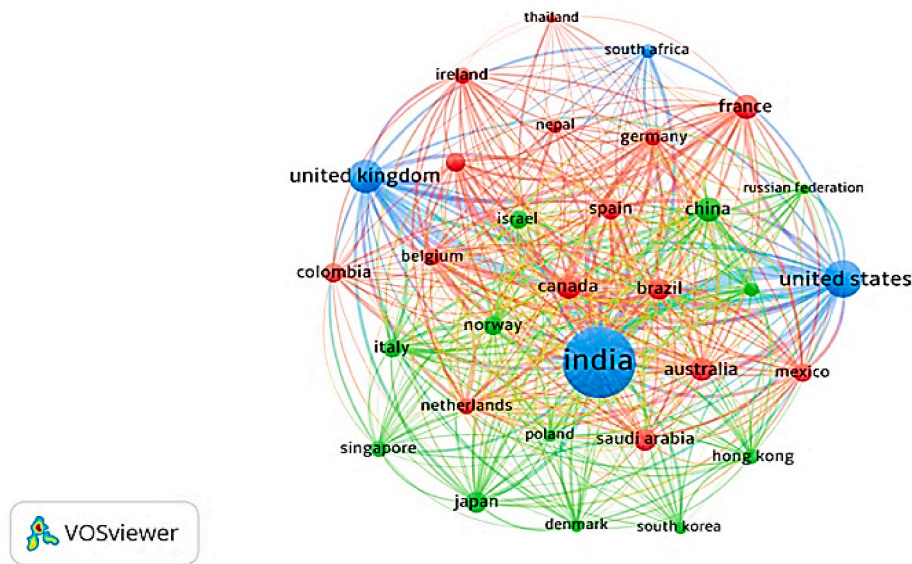 thailand
south africa
ireland
france
nepal
germany
united kingdom
russian federation
israel
spain
china
belgium
colombia
canada
brazil
united states
norway
italy
india
australia
mexico
netherlands
poland
saudi arabia
singapore
hong kong
japan
denmark
south korea
VOSviewer